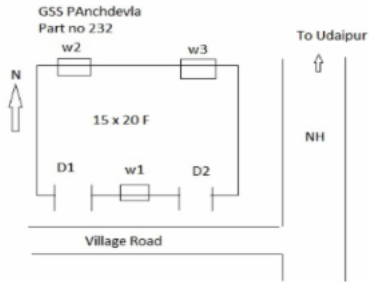 GSS PAnchdevla
Part no 232
w2
w3
To Udaipur
N
15 x 20 F
NH
D1
w1
D2
Village Road